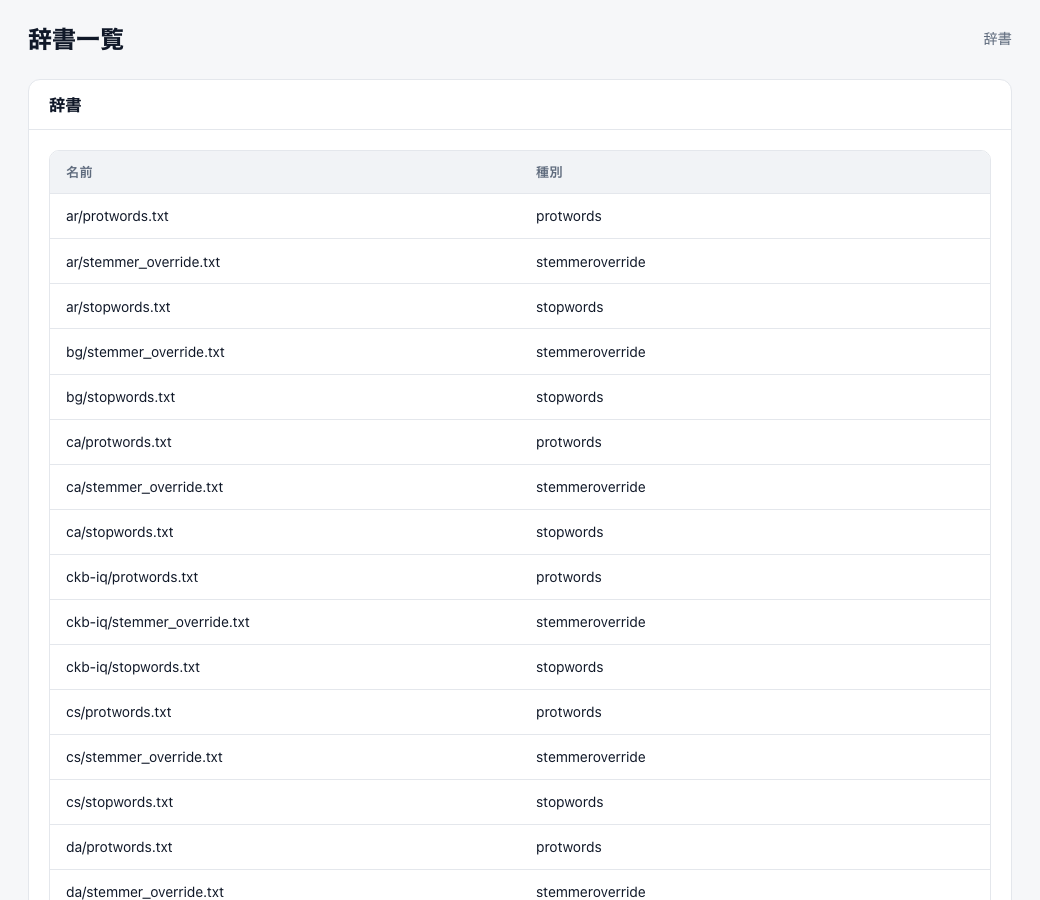 辞書一覧
辞書
辞書
名前 種別
ar/protwords.txt protwords
ar/stemmer_override.txt stemmeroverride
ar/stopwords.txt stopwords
bg/stemmer_override.txt stemmeroverride
bg/stopwords.txt stopwords
ca/protwords.txt protwords
ca/stemmer_override.txt stemmeroverride
ca/stopwords.txt stopwords
ckb-iq/protwords.txt protwords
ckb-iq/stemmer_override.txt stemmeroverride
ckb-iq/stopwords.txt stopwords
cs/protwords.txt protwords
cs/stemmer_override.txt stemmeroverride
cs/stopwords.txt stopwords
da/protwords.txt protwords
da/stemmer_override.txt stemmeroverride